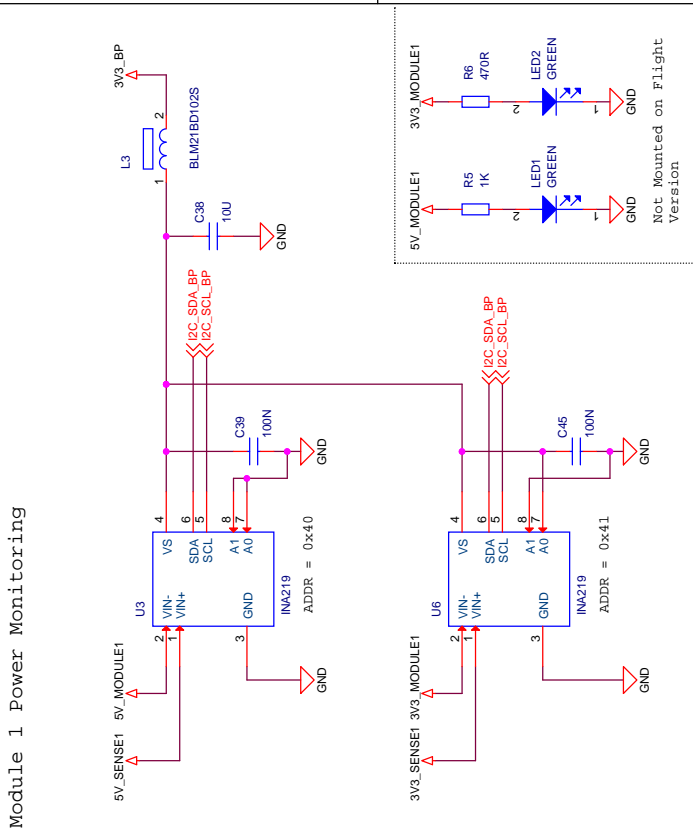 Module 1 Power Monitoring
5V_SENSE1
5V_MODULE1
2
1
3
GND
U3
VIN-
VIN+
GND
VS
SDA
SCL
A1
A0
INA219
ADDR = 0x40
4
6
5
8
7
C39
100N
GND
I2C_SDA_BP
I2C_SCL_BP
C38
10U
GND
L3
1
2
BLM21BD102S
3V3_BP
3V3_SENSE1
3V3_MODULE1
2
1
3
GND
U6
VIN-
VIN+
GND
VS
SDA
SCL
A1
A0
INA219
ADDR = 0x41
4
6
5
8
7
C45
100N
GND
I2C_SDA_BP
I2C_SCL_BP
5V_MODULE1
R5
1K
2
LED1
GREEN
1
GND
3V3_MODULE1
R6
470R
2
LED2
GREEN
1
GND
Not Mounted on Flight
Version